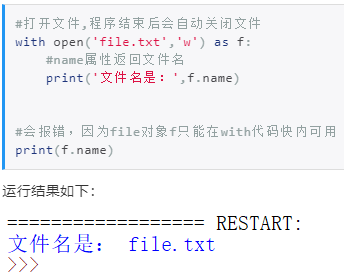 #打开文件,程序结束后会自动关闭文件
with open('file.txt','w') as f:
    #name属性返回文件名
    print('文件名是：',f.name)
#会报错，因为file对象f只能在with代码快内可用
print(f.name)
运行结果如下:
================== RESTART:
文件名是： file.txt
>>>